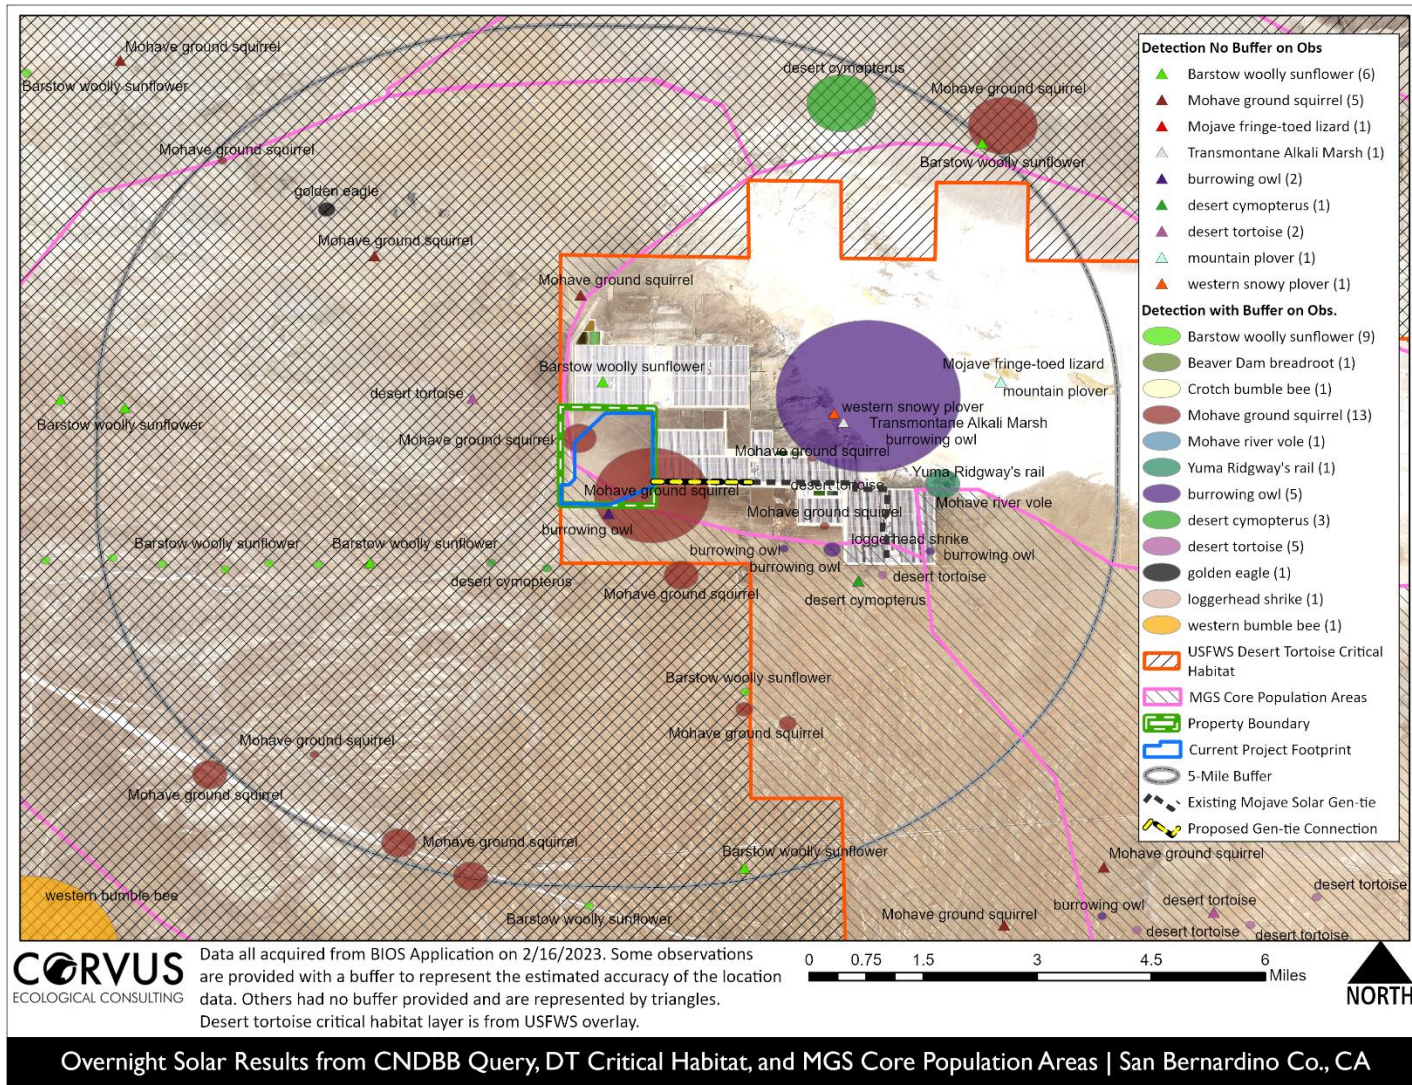 Mohave ground squirrel
Barstow woolly sunflower
desert cymopterus
Mohave ground squirrel
Barstow woolly sunflower
Mohave ground squirrel
golden eagle
Mohave ground squirrel
Mohave ground squirrel
Barstow woolly sunflower
Mojave fringe-toed lizard
mountain plover
desert tortoise
Barstow woolly sunflower
western snowy plover
Transmontane Alkali Marsh
burrowing owl
Mohave ground squirrel
Mohave ground squirrel
Yuma Ridgway's rail
desert tortoise
Mohave ground squirrel
Mohave river vole
Mohave ground squirrel
burrowing owl
loggerhead shrike
Barstow woolly sunflower
Barstow woolly sunflower
burrowing owl
burrowing owl
burrowing owl
desert cymopterus
desert tortoise
Mohave ground squirrel
desert cymopterus
Barstow woolly sunflower
Mohave ground squirrel
Mohave ground squirrel
Mohave ground squirrel
Mohave ground squirrel
Barstow woolly sunflower
Mohave ground squirrel
western bumble bee
Barstow woolly sunflower
Mohave ground squirrel
burrowing owl
desert tortoise
desert tortoise
desert tortoise
desert tortoise
Detection No Buffer on Obs
Barstow woolly sunflower (6)
Mohave ground squirrel (5)
Mojave fringe-toed lizard (1)
Transmontane Alkali Marsh (1)
burrowing owl (2)
desert cymopterus (1)
desert tortoise (2)
mountain plover (1)
western snowy plover (1)
Detection with Buffer on Obs.
Barstow woolly sunflower (9)
Beaver Dam breadroot (1)
Crotch bumble bee (1)
Mohave ground squirrel (13)
Mohave river vole (1)
Yuma Ridgway's rail (1)
burrowing owl (5)
desert cymopterus (3)
desert tortoise (5)
golden eagle (1)
loggerhead shrike (1)
western bumble bee (1)
USFWS Desert Tortoise Critical
Habitat
MGS Core Population Areas
Property Boundary
Current Project Footprint
5-Mile Buffer
Existing Mojave Solar Gen-tie
Proposed Gen-tie Connection
CORVUS
ECOLOGICAL CONSULTING
Data all acquired from BIOS Application on 2/16/2023. Some observations
are provided with a buffer to represent the estimated accuracy of the location
data. Others had no buffer provided and are represented by triangles.
Desert tortoise critical habitat layer is from USFWS overlay.
0 0.75 1.5 3 4.5 6
Miles
NORTH
Overnight Solar Results from CNDBB Query, DT Critical Habitat, and MGS Core Population Areas | San Bernardino Co., CA